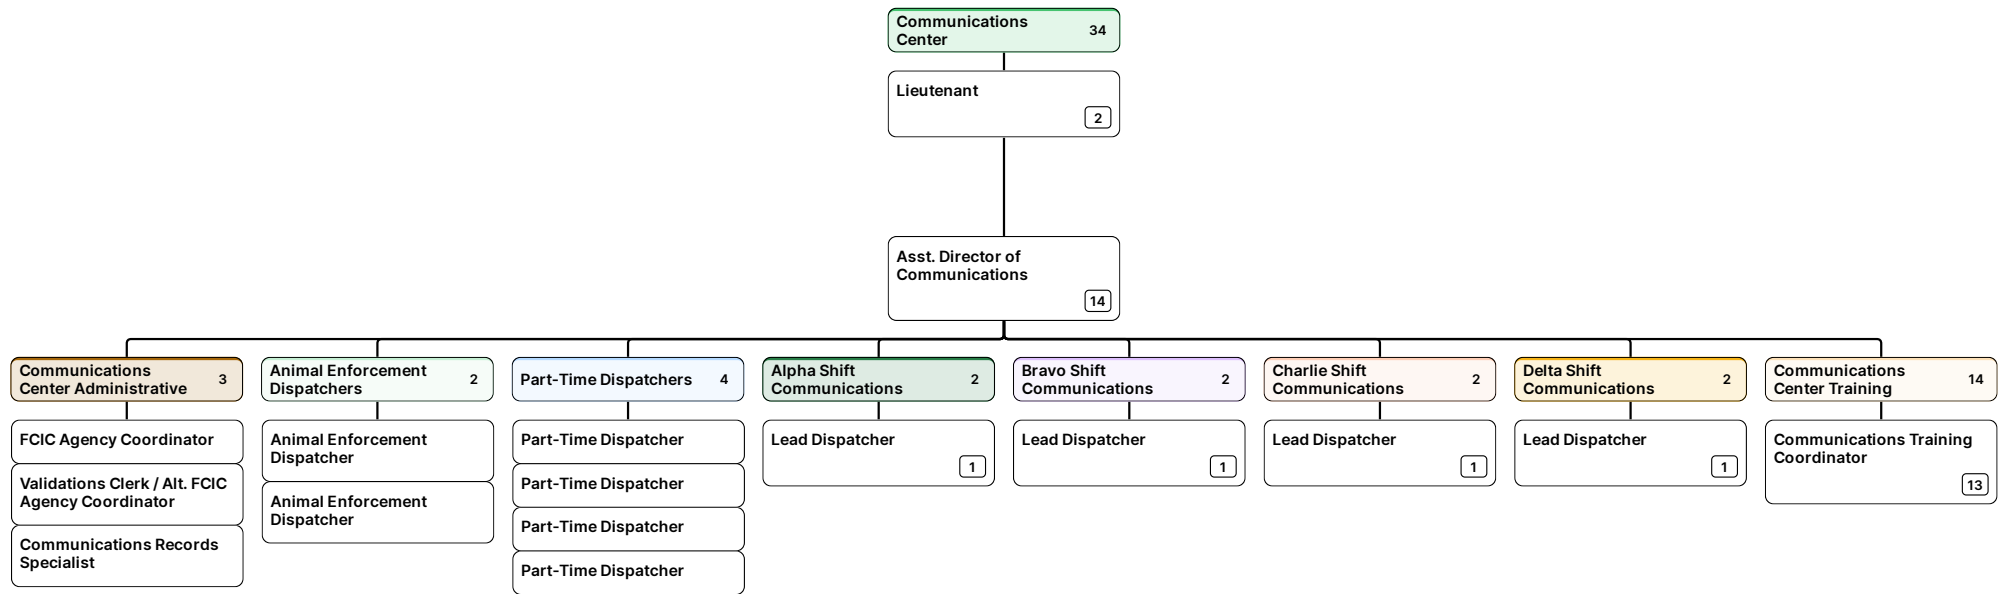 Communications
Center
34
Lieutenant
2
Asst. Director of
Communications
14
Communications
Center Administrative
3
FCIC Agency Coordinator
Validations Clerk / Alt. FCIC
Agency Coordinator
Communications Records
Specialist
Animal Enforcement
Dispatchers
2
Animal Enforcement
Dispatcher
Animal Enforcement
Dispatcher
Part-Time Dispatchers
4
Part-Time Dispatcher
Part-Time Dispatcher
Part-Time Dispatcher
Part-Time Dispatcher
Alpha Shift
Communications
2
Lead Dispatcher
1
Bravo Shift
Communications
2
Lead Dispatcher
1
Charlie Shift
Communications
2
Lead Dispatcher
1
Delta Shift
Communications
2
Lead Dispatcher
1
Communications
Center Training
14
Communications Training
Coordinator
13